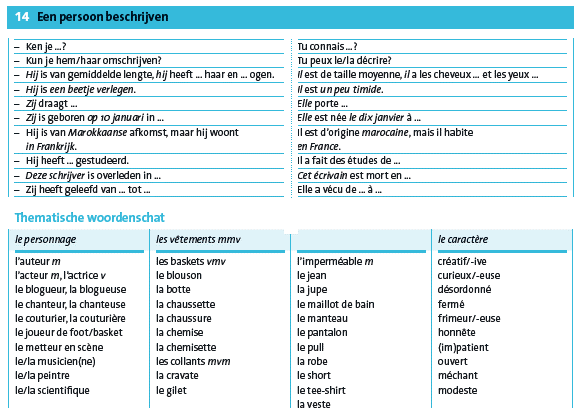 14 Een persoon beschrijven
– Ken je ...?
Tu connais ...?
– Kun je hem/haar omschrijven?
Tu peux le/la décrire?
– Hij is van gemiddelde lengte, hij heeft ... haar en ... ogen.
Il est de taille moyenne, il a les cheveux ... et les yeux ...
– Hij is een beetje verlegen.
Il est un peu timide.
– Zij draagt ...
Elle porte ...
– Zij is geboren op 10 januari in ...
Elle est née le dix janvier à ...
– Hij is van Marokkaanse afkomst, maar hij woont
in Frankrijk.
Il est d'origine marocaine, mais il habite
en France.
– Hij heeft ... gestudeerd.
Il a fait des études de ...
– Deze schrijver is overleden in ...
Cet écrivain est mort en ...
– Zij heeft geleefd van ... tot ...
Elle a vécu de ... à ...
Thematische woordenschat
le personnage
l'auteur m
l'acteur m, l'actrice v
le blogueur, la blogueuse
le chanteur, la chanteuse
le couturier, la couturière
le joueur de foot/basket
le metteur en scène
le/la musicien(ne)
le/la peintre
le/la scientifique
les vêtements mmv
les baskets vmv
le blouson
la botte
la chaussette
la chaussure
la chemise
la chemisette
les collants mvm
la cravate
le gilet
l'imperméable m
le jean
la jupe
le maillot de bain
le manteau
le pantalon
le pull
la robe
le short
le tee-shirt
la veste
le caractère
créatif/-ive
curieux/-euse
désordonné
fermé
frimeur/-euse
honnête
(im)patient
ouvert
méchant
modeste